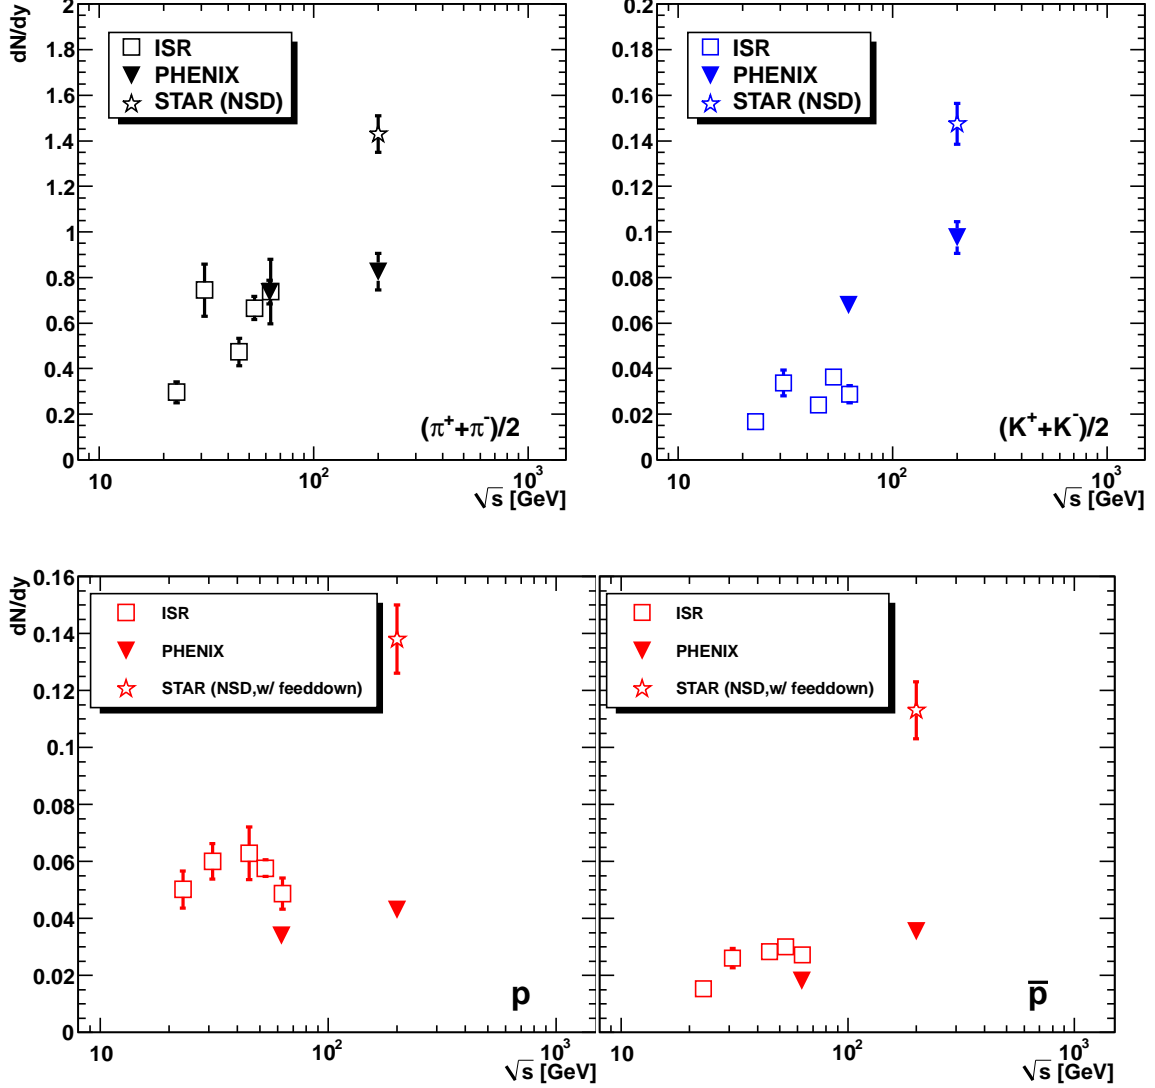 dN/dy
2
1.8
1.6
1.4
1.2
1
0.8
0.6
0.4
0.2
0
ISR
PHENIX
STAR (NSD)
(π⁺+π⁻)/2
10
10²
10³
√s [GeV]
0.2
0.18
0.16
0.14
0.12
0.1
0.08
0.06
0.04
0.02
0
ISR
PHENIX
STAR (NSD)
(K⁺+K⁻)/2
10
10²
10³
√s [GeV]
dN/dy
0.16
0.14
0.12
0.1
0.08
0.06
0.04
0.02
0
ISR
PHENIX
STAR (NSD,w/ feeddown)
p
10
10²
10³
√s [GeV]
ISR
PHENIX
STAR (NSD,w/ feeddown)
p̅
10
10²
10³
√s [GeV]